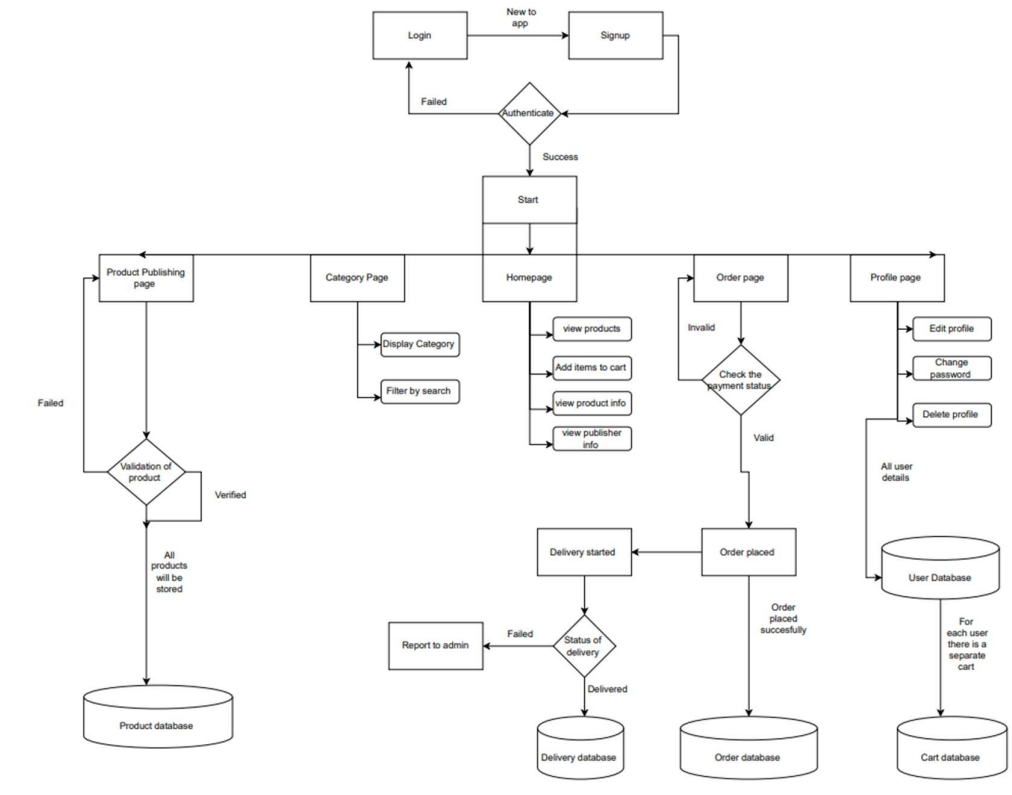 New to
app
Login
Signup
Failed
Authenticate
Success
Start
Product Publishing
page
Category Page
Homepage
Order page
Profile page
view products
Invalid
Edit profile
Display Category
Add items to cart
Check the
payment status
Change
password
Filter by search
view product info
Failed
Delete profile
view publisher
info
Valid
Validation of
product
All user
details
Verified
All
products
will be
stored
Delivery started
Order placed
User Database
Order
placed
succesfully
For
each user
there is a
separate
cart
Report to admin
Failed
Status of
delivery
Delivered
Product database
Delivery database
Order database
Cart database